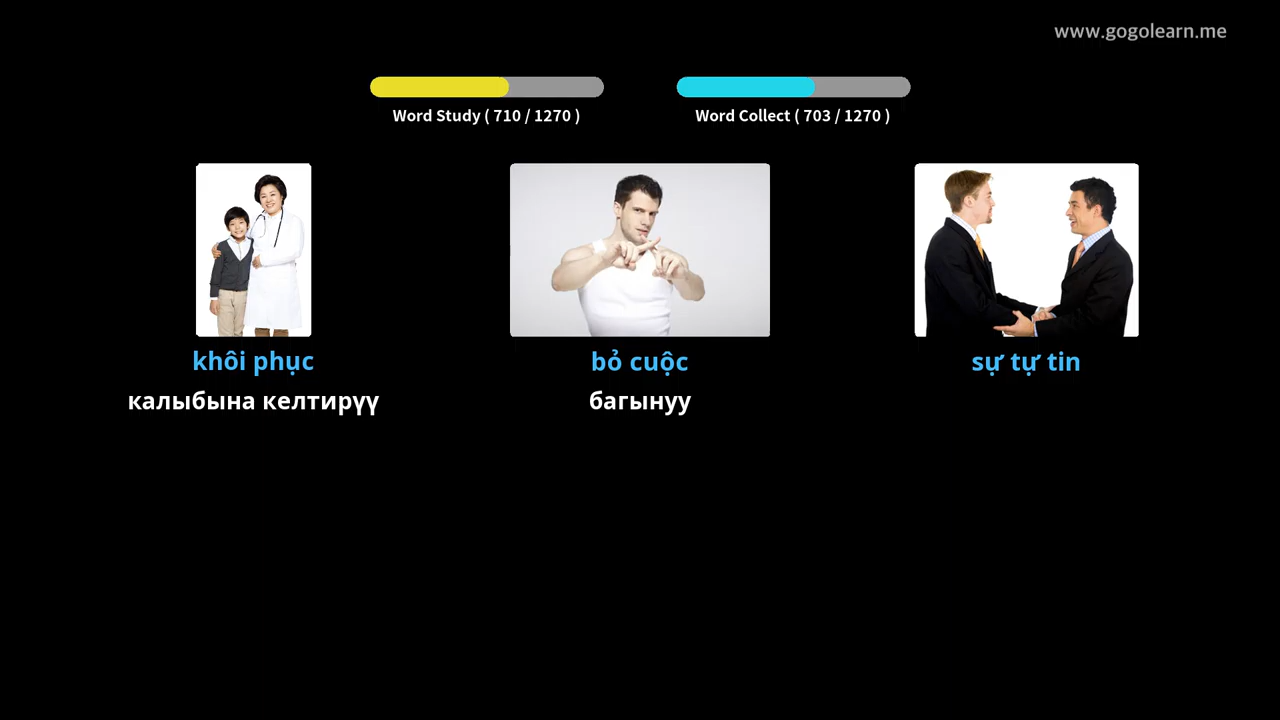 www.gogolearn.me
Word Study ( 710 / 1270 )
Word Collect ( 703 / 1270 )
khôi phục
bỏ cuộc
sự tự tin
калыбына келтирүү
багынуу